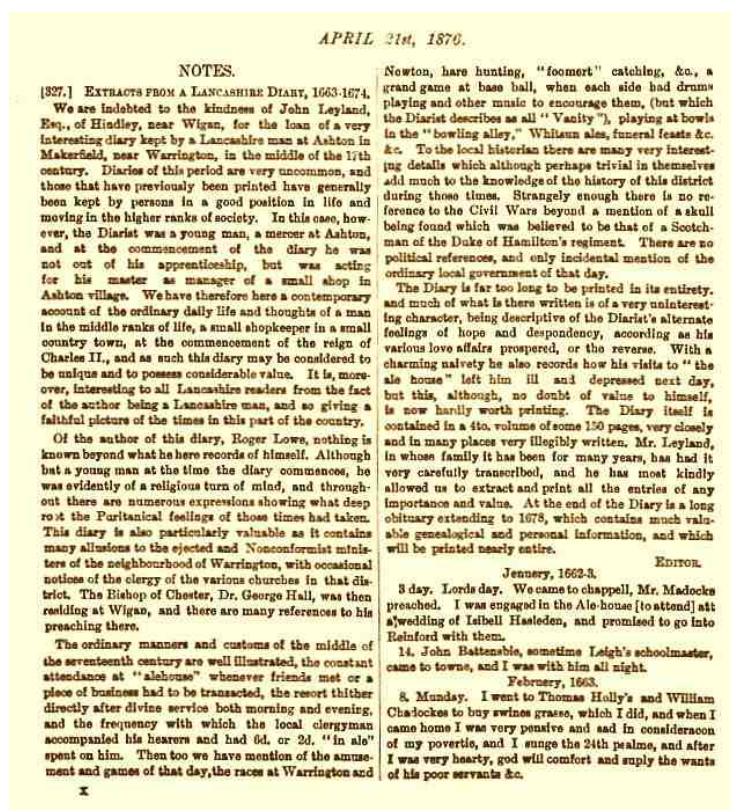 APRIL 21st, 1876.
NOTES.
[327.] EXTRACTS FROM A LANCASHIRE DIARY, 1663-1674.
We are indebted to the kindness of John Leyland,
Esq., of Hindley, near Wigan, for the loan of a very
interesting diary kept by a Lancashire man at Ashton in
Makerfield, near Warrington, in the middle of the 17th
century. Diaries of this period are very uncommon, and
those that have previously been printed have generally
been kept by persons in a good position in life and
moving in the higher ranks of society. In this case, how-
ever, the Diarist was a young man, a mercer at Ashton,
and at the commencement of the diary he was
not out of his apprenticeship, but was acting
for his master as manager of a small shop in
Ashton village. We have therefore here a contemporary
account of the ordinary daily life and thoughts of a man
in the middle ranks of life, a small shopkeeper in a small
country town, at the commencement of the reign of
Charles II., and as such this diary may be considered to
be unique and to possess considerable value. It is, more-
over, interesting to all Lancashire readers from the fact
of the author being a Lancashire man, and so giving a
faithful picture of the times in this part of the country.
Of the author of this diary, Roger Lowe, nothing is
known beyond what he here records of himself. Although
but a young man at the time the diary commences, he
was evidently of a religious turn of mind, and through-
out there are numerous expressions showing what deep
root the Puritanical feelings of those times had taken.
This diary is also particularly valuable as it contains
many allusions to the ejected and Nonconformist minis-
ters of the neighbourhood of Warrington, with occasional
notices of the clergy of the various churches in that dis-
trict. The Bishop of Chester, Dr. George Hall, was then
residing at Wigan, and there are many references to his
preaching there.
The ordinary manners and customs of the middle of
the seventeenth century are well illustrated, the constant
attendance at "alehouse" whenever friends met or a
piece of business had to be transacted, the resort thither
directly after divine service both morning and evening,
and the frequency with which the local clergyman
accompanied his hearers and had 6d. or 2d. "in ale"
spent on him. Then too we have mention of the amuse-
ment and games of that day, the races at Warrington and
X
Newton, hare hunting, "foomert" catching, &c., a
grand game at base ball, when each side had drums
playing and other music to encourage them, (but which
the Diarist describes as all "Vanity"), playing at bowls
in the "bowling alley," Whitsun ales, funeral feasts &c.
&c. To the local historian there are many very interest-
ing details which although perhaps trivial in themselves
add much to the knowledge of the history of this district
during those times. Strangely enough there is no re-
ference to the Civil Wars beyond a mention of a skull
being found which was believed to be that of a Scotch-
man of the Duke of Hamilton's regiment. There are no
political references, and only incidental mention of the
ordinary local government of that day.
The Diary is far too long to be printed in its entirety.
and much of what is there written is of a very uninterest-
ing character, being descriptive of the Diarist's alternate
feelings of hope and despondency, according as his
various love affairs prospered, or the reverse. With a
charming naivety he also records how his visits to "the
ale house" left him ill and depressed next day,
but this, although, no doubt of value to himself,
is now hardly worth printing. The Diary itself is
contained in a 4to. volume of some 150 pages, very closely
and in many places very illegibly written. Mr. Leyland,
in whose family it has been for many years, has had it
very carefully transcribed, and he has most kindly
allowed us to extract and print all the entries of any
importance and value. At the end of the Diary is a long
obituary extending to 1678, which contains much valu-
able genealogical and personal information, and which
will be printed nearly entire.
EDITOR.
Jenuery, 1662-3.
3 day. Lords day. We came to chappell, Mr. Madocks
preached. I was engaged in the Ale-house [to attend] att
a wedding of Isibell Hasleden, and promised to go into
Reinford with them.
14. John Battensbie, sometime Leigh's schoolmaster,
came to towne, and I was with him all night.
February, 1663.
8. Munday. I went to Thomas Holly's and William
Chadockes to buy swines grasse, which I did, and when I
came home I was very pensive and sad in consideracon
of my povertie, and I sunge the 24th psalme, and after
I was very hearty, god will comfort and suply the wants
of his poor servants &c.